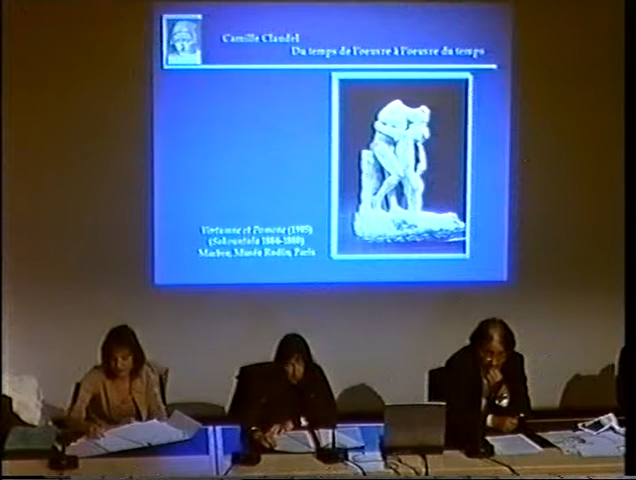 Camille Claudel
Du temps de l'oeuvre à l'oeuvre du temps
Vertumne et Pomone (1905)
(Sakountala 1886-1888)
Marbre, Musée Rodin, Paris